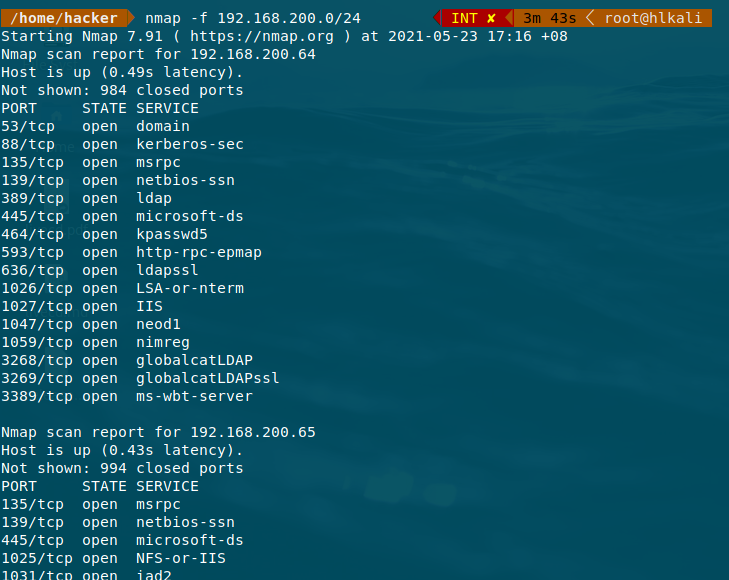 /home/hacker nmap -f 192.168.200.0/24 INT ✘ 3m 43s root@hlkali
Starting Nmap 7.91 ( https://nmap.org ) at 2021-05-23 17:16 +08
Nmap scan report for 192.168.200.64
Host is up (0.49s latency).
Not shown: 984 closed ports
PORT STATE SERVICE
53/tcp open domain
88/tcp open kerberos-sec
135/tcp open msrpc
139/tcp open netbios-ssn
389/tcp open ldap
445/tcp open microsoft-ds
464/tcp open kpasswd5
593/tcp open http-rpc-epmap
636/tcp open ldapssl
1026/tcp open LSA-or-nterm
1027/tcp open IIS
1047/tcp open neod1
1059/tcp open nimreg
3268/tcp open globalcatLDAP
3269/tcp open globalcatLDAPssl
3389/tcp open ms-wbt-server
Nmap scan report for 192.168.200.65
Host is up (0.43s latency).
Not shown: 994 closed ports
PORT STATE SERVICE
135/tcp open msrpc
139/tcp open netbios-ssn
445/tcp open microsoft-ds
1025/tcp open NFS-or-IIS
1031/tcp open iad2